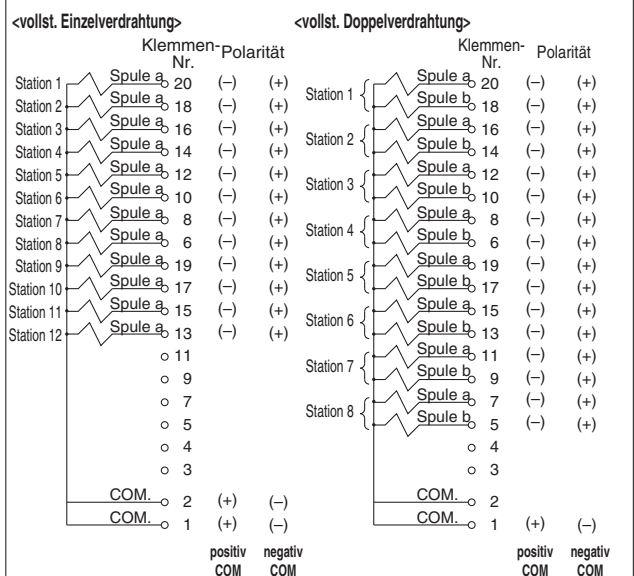 <vollst. Einzelverdrahtung>
Klemmen-Nr. Polarität
Station 1 Spule a 20 (–) (+)
Station 2 Spule a 18 (–) (+)
Station 3 Spule a 16 (–) (+)
Station 4 Spule a 14 (–) (+)
Station 5 Spule a 12 (–) (+)
Station 6 Spule a 10 (–) (+)
Station 7 Spule a 8 (–) (+)
Station 8 Spule a 6 (–) (+)
Station 9 Spule a 19 (–) (+)
Station 10 Spule a 17 (–) (+)
Station 11 Spule a 15 (–) (+)
Station 12 Spule a 13 (–) (+)
11
9
7
5
4
3
COM. 2 (+) (–)
COM. 1 (+) (–)
positiv negativ
COM COM
<vollst. Doppelverdrahtung>
Klemmen-Nr. Polarität
Station 1 Spule a 20 (–) (+)
Spule b 18 (–) (+)
Station 2 Spule a 16 (–) (+)
Spule b 14 (–) (+)
Station 3 Spule a 12 (–) (+)
Spule b 10 (–) (+)
Station 4 Spule a 8 (–) (+)
Spule b 6 (–) (+)
Station 5 Spule a 19 (–) (+)
Spule b 17 (–) (+)
Station 6 Spule a 15 (–) (+)
Spule b 13 (–) (+)
Station 7 Spule a 11 (–) (+)
Spule b 9 (–) (+)
Station 8 Spule a 7 (–) (+)
Spule b 5 (–) (+)
4
3
COM. 2
COM. 1 (+) (–)
positiv negativ
COM COM